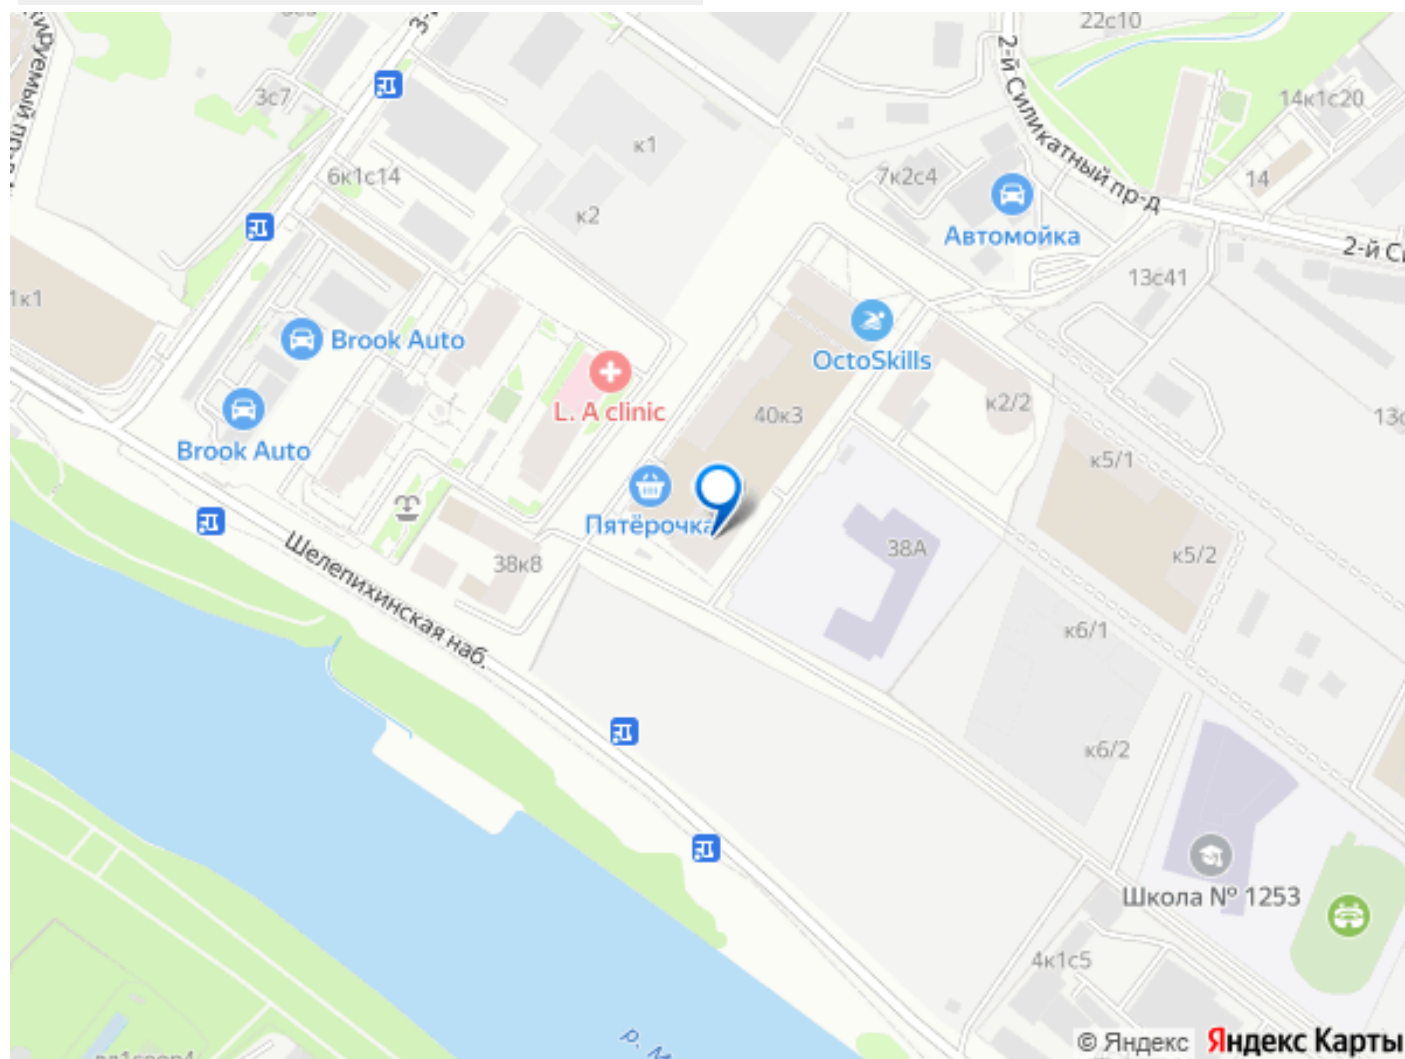 22с10
3с7
14к1с20
2-й Силикатный пр-д
к1
6к1с14
7к2с4
14
к2
Автомойка
2-й Си
13с41
1к1
Brook Auto
OctoSkills
L. A clinic
40к3
к2/2
Brook Auto
к5/1
Пятёрочка
38к8
38А
к5/2
Шелепихинская наб.
к6/1
к6/2
Школа № 1253
4к1с5
р. М
© Яндекс Яндекс Карты